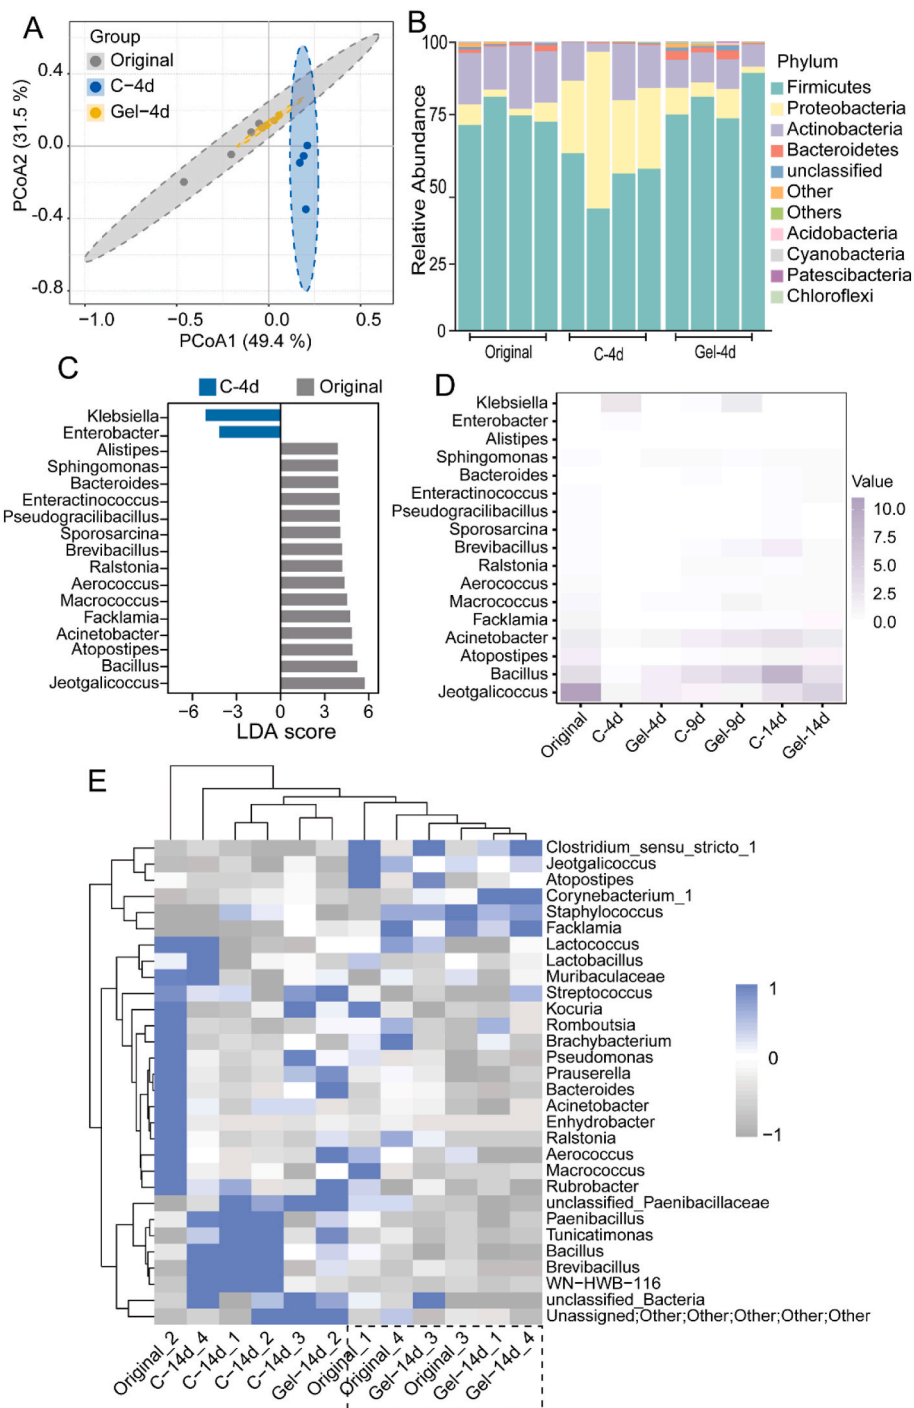 A
Group
Original
C-4d
Gel-4d
PCoA2 (31.5 %)
0.4
0.0
-0.4
-0.8
-1.0
-0.5
0.0
0.5
PCoA1 (49.4 %)
B
Relative Abundance
100
75
50
25
0
Original
C-4d
Gel-4d
Phylum
Firmicutes
Proteobacteria
Actinobacteria
Bacteroidetes
unclassified
Other
Others
Acidobacteria
Cyanobacteria
Patescibacteria
Chloroflexi
C
C-4d
Original
Klebsiella
Enterobacter
Alistipes
Sphingomonas
Bacteroides
Enteractinococcus
Pseudogracilibacillus
Sporosarcina
Brevibacillus
Ralstonia
Aerococcus
Macrococcus
Facklamia
Acinetobacter
Atopostipes
Bacillus
Jeotgalicoccus
-6
-3
0
3
6
LDA score
D
Klebsiella
Enterobacter
Alistipes
Sphingomonas
Bacteroides
Enteractinococcus
Pseudogracilibacillus
Sporosarcina
Brevibacillus
Ralstonia
Aerococcus
Macrococcus
Facklamia
Acinetobacter
Atopostipes
Bacillus
Jeotgalicoccus
Original
C-4d
Gel-4d
C-9d
Gel-9d
C-14d
Gel-14d
Value
10.0
7.5
5.0
2.5
0.0
E
Clostridium_sensu_stricto_1
Jeotgalicoccus
Atopostipes
Corynebacterium_1
Staphylococcus
Facklamia
Lactococcus
Lactobacillus
Muribaculaceae
Streptococcus
Kocuria
Romboutsia
Brachybacterium
Pseudomonas
Prauserella
Bacteroides
Acinetobacter
Enhydrobacter
Ralstonia
Aerococcus
Macrococcus
Rubrobacter
unclassified_Paenibacillaceae
Paenibacillus
Tunicatimonas
Bacillus
Brevibacillus
WN-HWB-116
unclassified_Bacteria
Unassigned;Other;Other;Other;Other;Other
1
0
-1
Original_2
C-14d_4
C-14d_1
C-14d_2
C-14d_3
Gel-14d_2
Original_1
Original_4
Gel-14d_3
Original_3
Gel-14d_1
Gel-14d_4